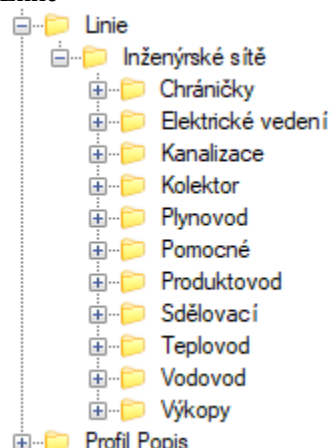 Linie
Inženýrské sítě
Chráničky
Elektrické vedení
Kanalizace
Kolektor
Plynovod
Pomocné
Produktovod
Sdělovací
Teplovod
Vodovod
Výkopy
Profil Popis